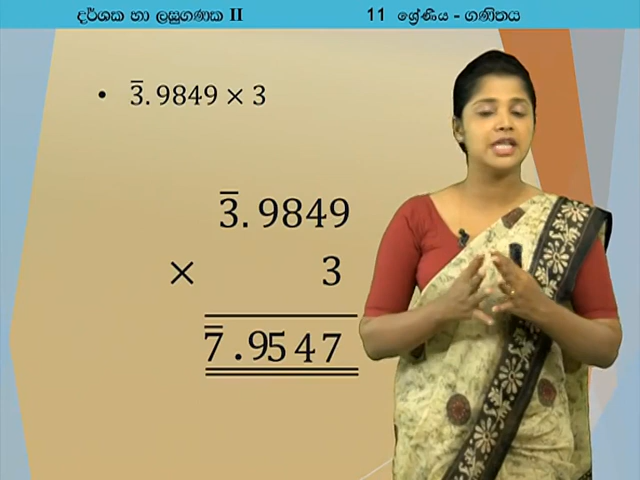 දර්ශක හා ලඝුගණක II
11 ශ්‍රේණිය - ගණිතය
• 3̅.9849 × 3
3̅.9849
× 3
7̅.9547